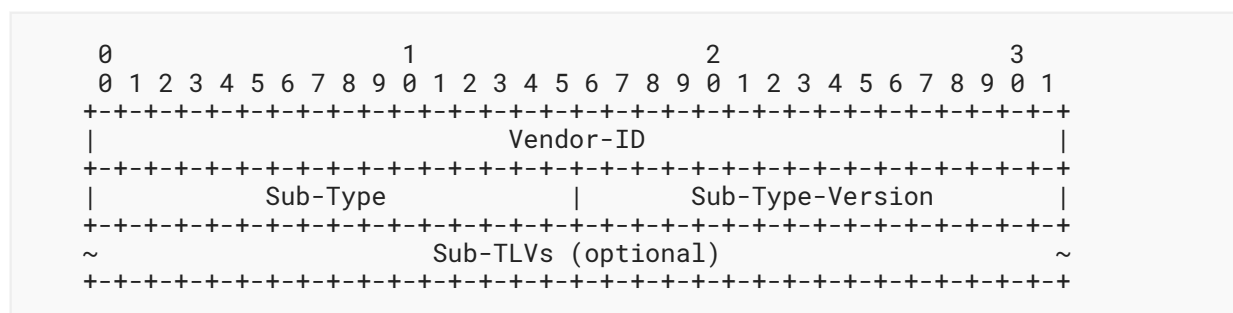 0                   1                   2                   3
 0 1 2 3 4 5 6 7 8 9 0 1 2 3 4 5 6 7 8 9 0 1 2 3 4 5 6 7 8 9 0 1
+-+-+-+-+-+-+-+-+-+-+-+-+-+-+-+-+-+-+-+-+-+-+-+-+-+-+-+-+-+-+-+-+
|                           Vendor-ID                           |
+-+-+-+-+-+-+-+-+-+-+-+-+-+-+-+-+-+-+-+-+-+-+-+-+-+-+-+-+-+-+-+-+
|           Sub-Type            |       Sub-Type-Version        |
+-+-+-+-+-+-+-+-+-+-+-+-+-+-+-+-+-+-+-+-+-+-+-+-+-+-+-+-+-+-+-+-+
~                      Sub-TLVs (optional)                      ~
+-+-+-+-+-+-+-+-+-+-+-+-+-+-+-+-+-+-+-+-+-+-+-+-+-+-+-+-+-+-+-+-+